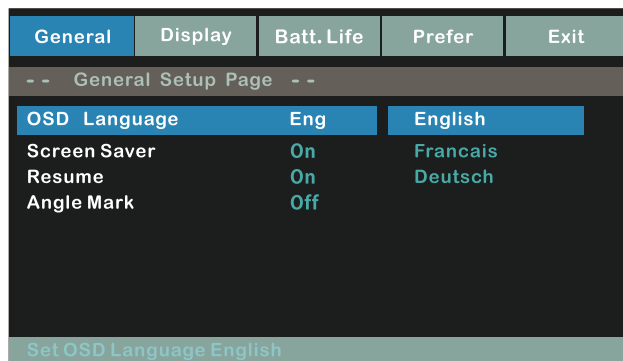 General Display Batt. Life Prefer Exit
-- General Setup Page --
OSD Language Eng English
Screen Saver On Francais
Resume On Deutsch
Angle Mark Off
Set OSD Language English